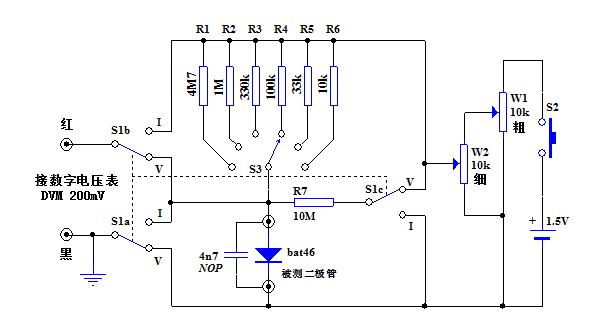 R1 R2 R3 R4 R5 R6
4M7 1M 330k 100k 33k 10k
W1
10k
粗
S2
I
红
S1b
V
S3
W2
10k
细
接数字电压表
DVM 200mV
R7
10M
S1c
V
I
S1a
I
V
黑
4n7
NOP
bat46
被测二极管
+ 1.5V